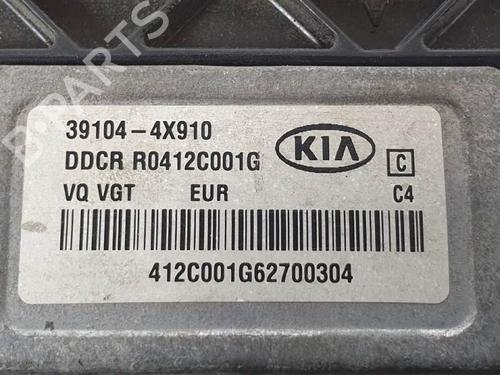 B-PARTS
39104-4X910
DDCR R0412C001G
KIA
C
VQ VGT EUR C4
412C001G62700304